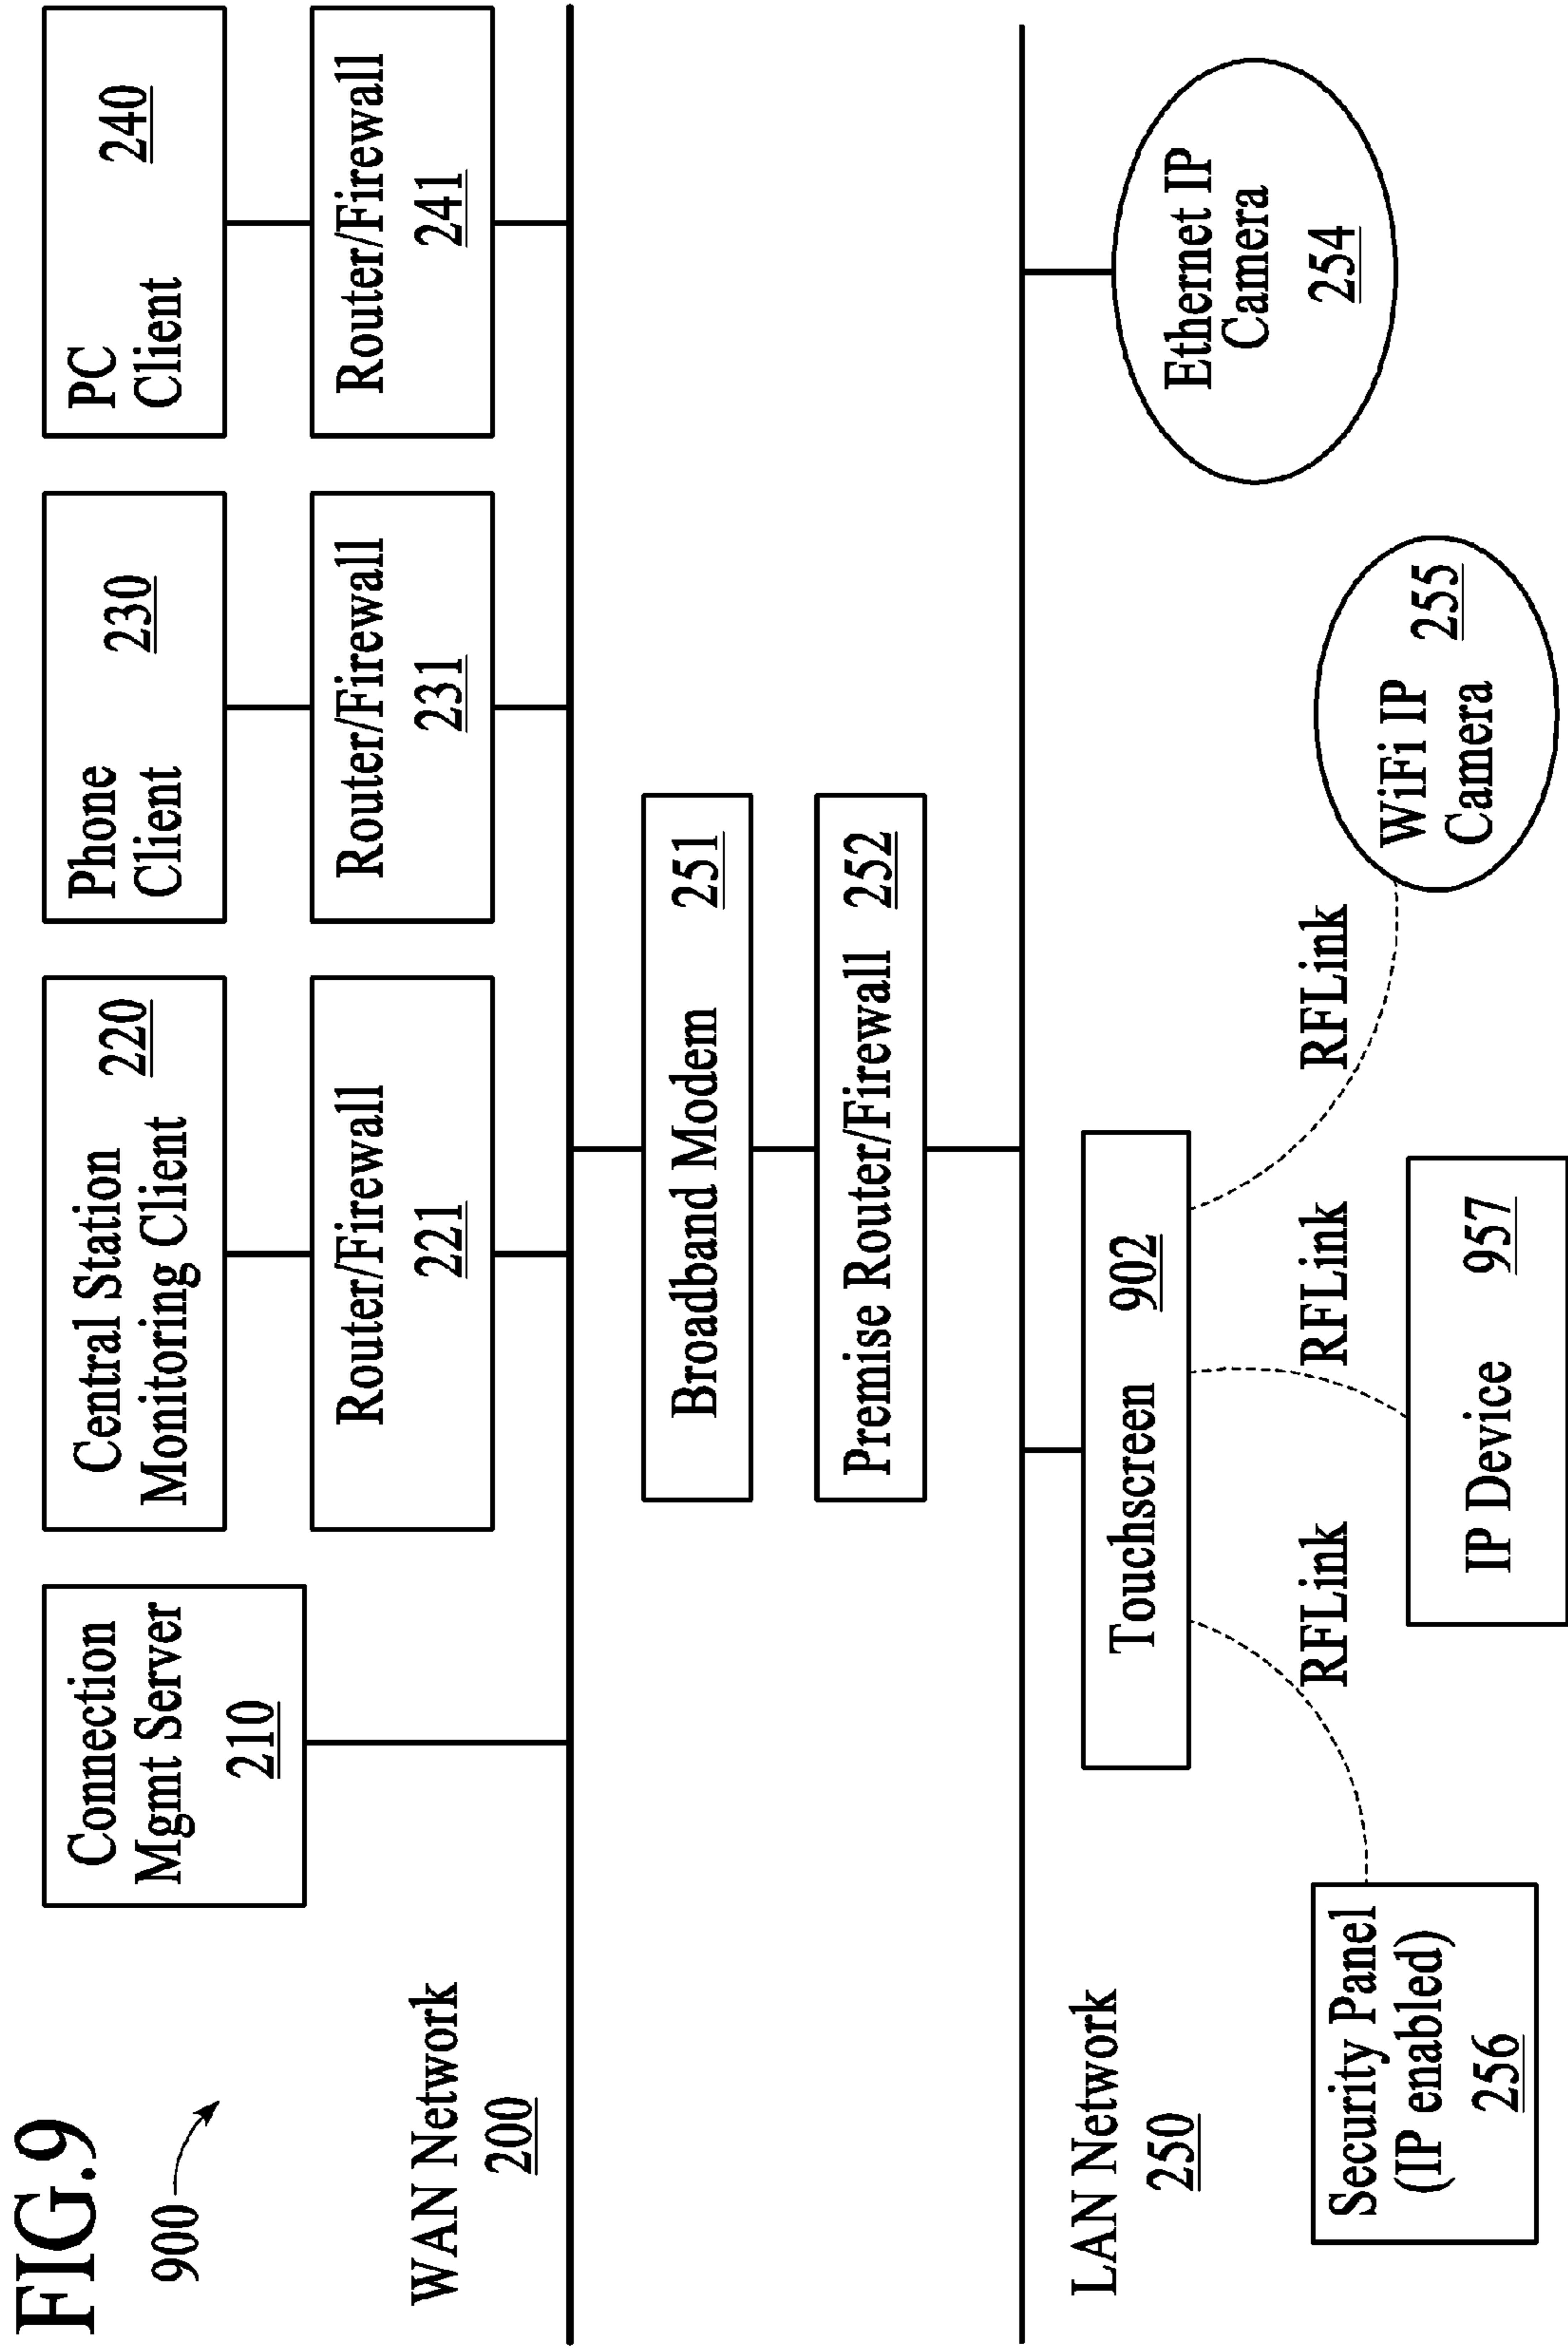 FIG.9
900
Connection
Mgmt Server
210
Central Station
Monitoring Client
220
Phone
Client
230
PC
Client
240
Router/Firewall
221
Router/Firewall
231
Router/Firewall
241
WAN Network
200
Broadband Modem 251
Premise Router/Firewall 252
LAN Network
250
Touchscreen 902
Ethernet IP
Camera
254
RFLink
RFLink
RFLink
Security Panel
(IP enabled)
256
IP Device 957
WiFi IP
Camera
255